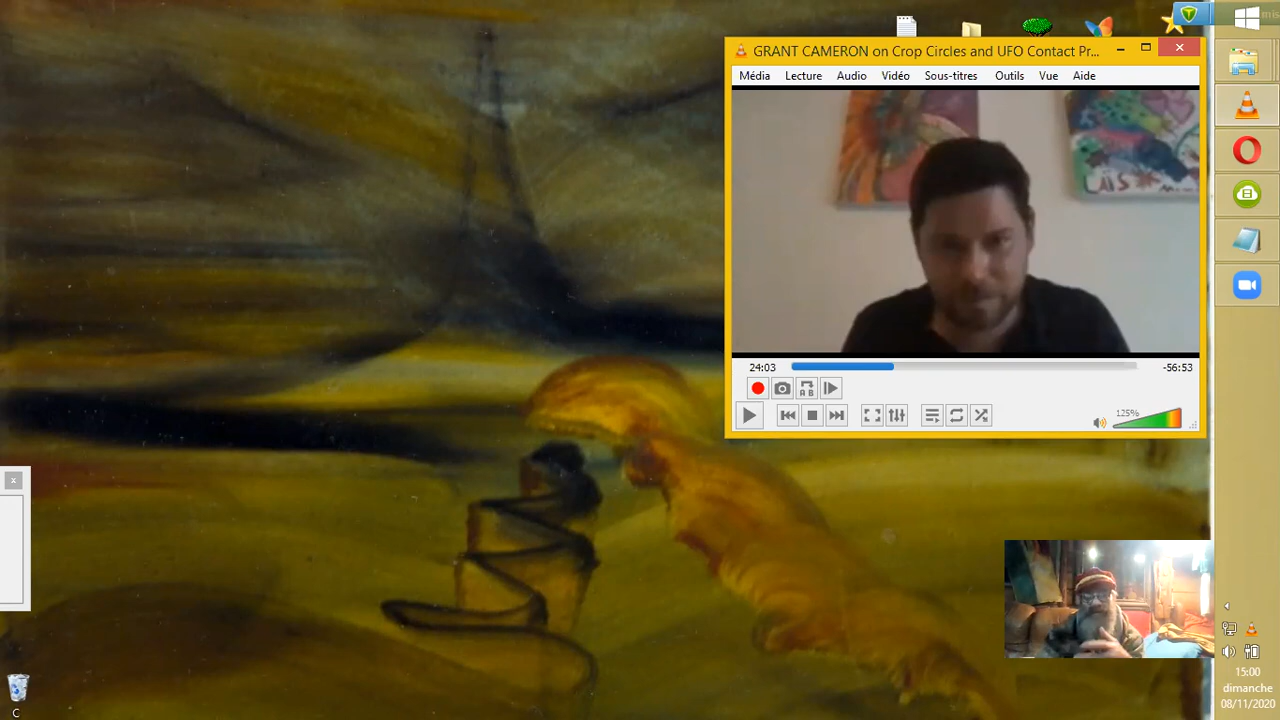 GRANT CAMERON on Crop Circles and UFO Contact Pr...
Média Lecture Audio Vidéo Sous-titres Outils Vue Aide
24:03
-56:53
A B
125%
x
C
15:00
dimanche
08/11/2020